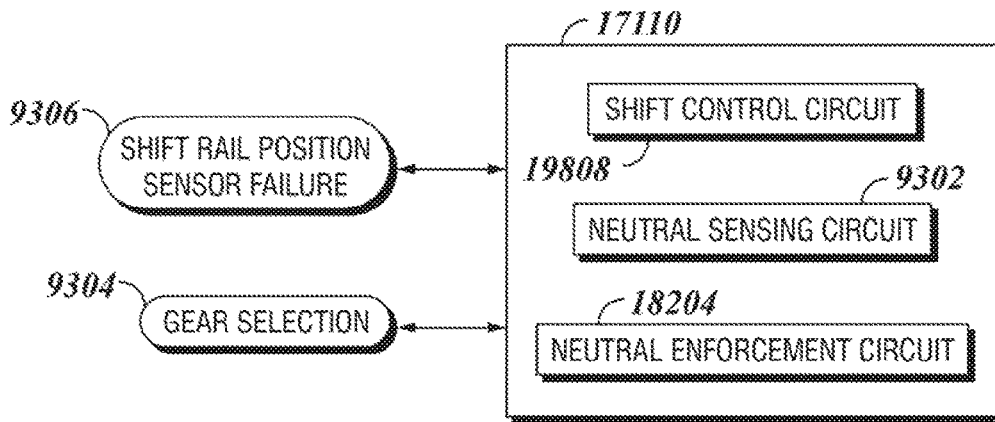 17110
9306
SHIFT RAIL POSITION
SENSOR FAILURE
SHIFT CONTROL CIRCUIT
19808
9302
NEUTRAL SENSING CIRCUIT
9304
GEAR SELECTION
18204
NEUTRAL ENFORCEMENT CIRCUIT